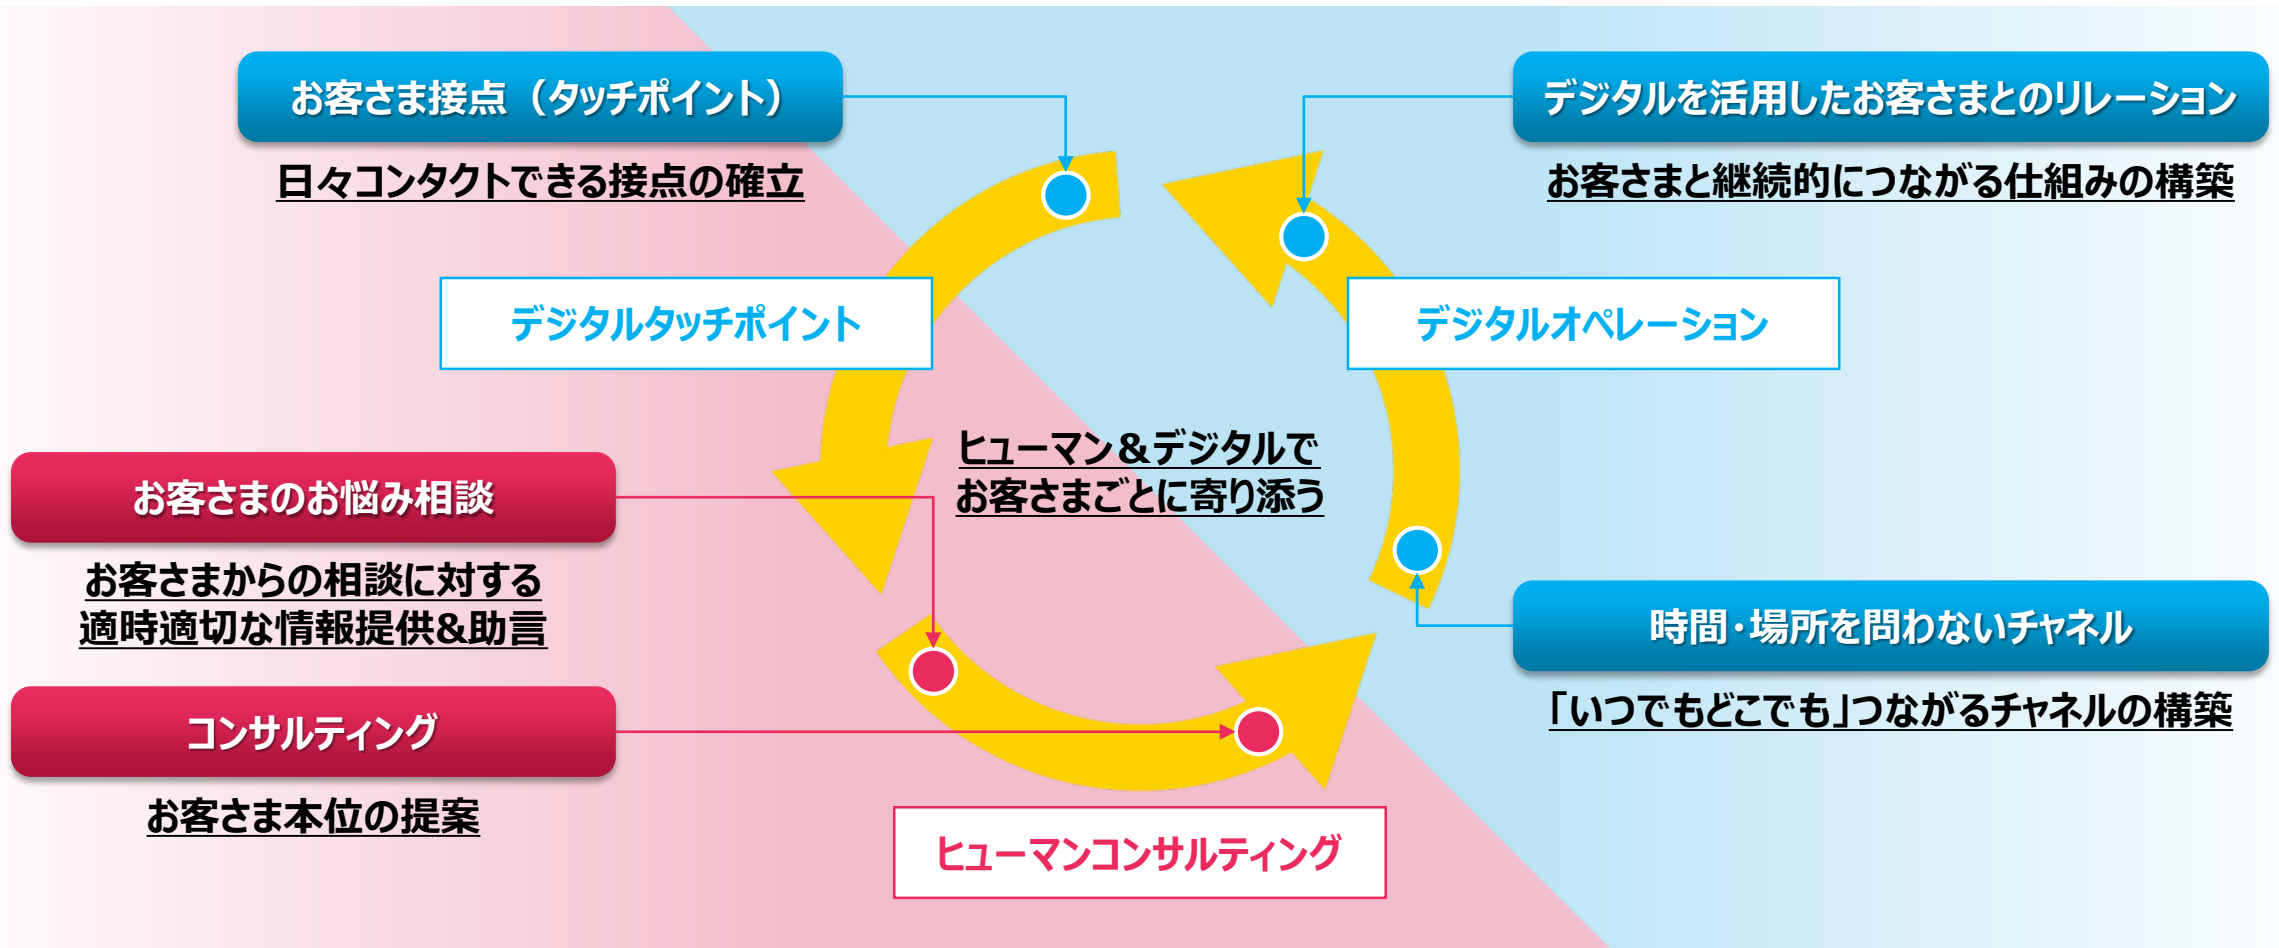 お客さま接点（タッチポイント）
日々コンタクトできる接点の確立
デジタルを活用したお客さまとのリレーション
お客さまと継続的につながる仕組みの構築
デジタルタッチポイント
デジタルオペレーション
ヒューマン＆デジタルで
お客さまごとに寄り添う
お客さまのお悩み相談
お客さまからの相談に対する
適時適切な情報提供&助言
コンサルティング
お客さま本位の提案
時間・場所を問わないチャネル
「いつでもどこでも」つながるチャネルの構築
ヒューマンコンサルティング